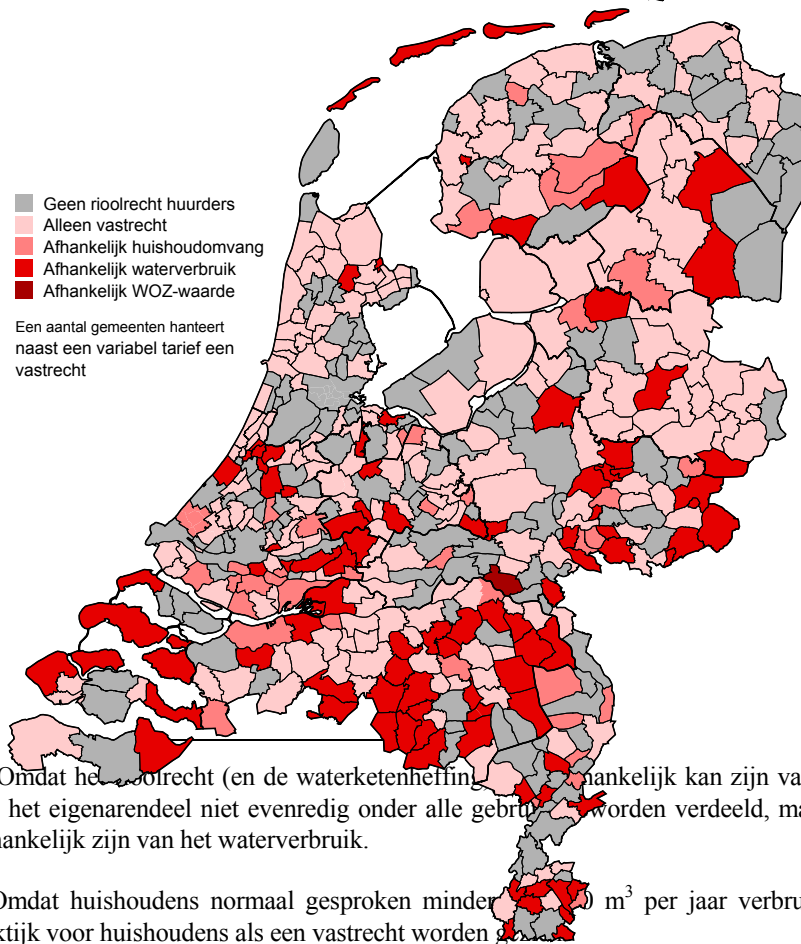 Geen rioolrecht huurders
Alleen vastrecht
Afhankelijk huishoudomvang
Afhankelijk waterverbruik
Afhankelijk WOZ-waarde
Een aantal gemeenten hanteert
naast een variabel tarief een
vastrecht
Omdat het rioolrecht (en de waterketenheffing hankelijk kan zijn va
het eigenarendeel niet evenredig onder alle worden verdeeld, ma
hankelijk zijn van het waterverbruik.
Omdat huishoudens normaal gesproken minder 0 m³ per jaar verbru
ktijk voor huishoudens als een vastrecht worden